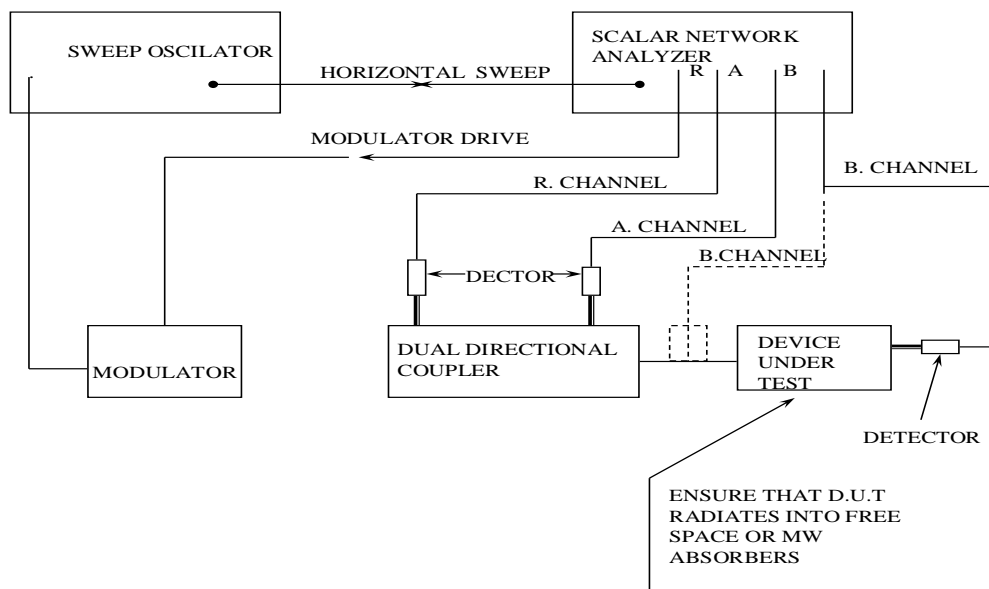 SWEEP OSCILATOR
SCALAR NETWORK
ANALYZER
R A B
HORIZONTAL SWEEP
MODULATOR DRIVE
B. CHANNEL
R. CHANNEL
A. CHANNEL
B.CHANNEL
DECTOR
MODULATOR
DUAL DIRECTIONAL
COUPLER
DEVICE
UNDER
TEST
DETECTOR
ENSURE THAT D.U.T
RADIATES INTO FREE
SPACE OR MW
ABSORBERS